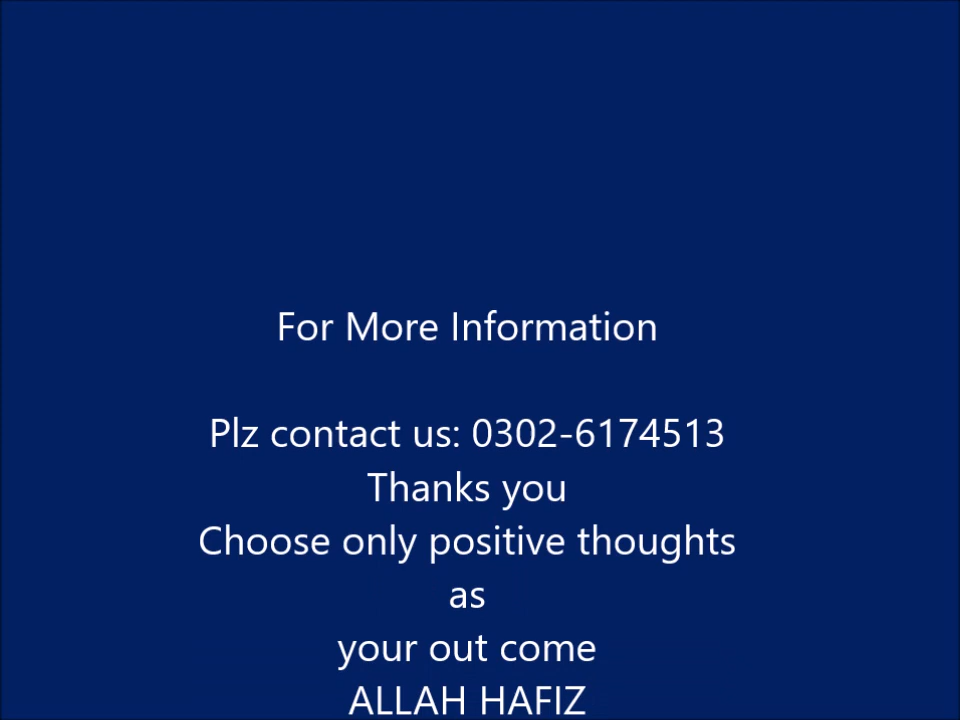 For More Information
Plz contact us: 0302-6174513
Thanks you
Choose only positive thoughts
as
your out come
ALLAH HAFIZ